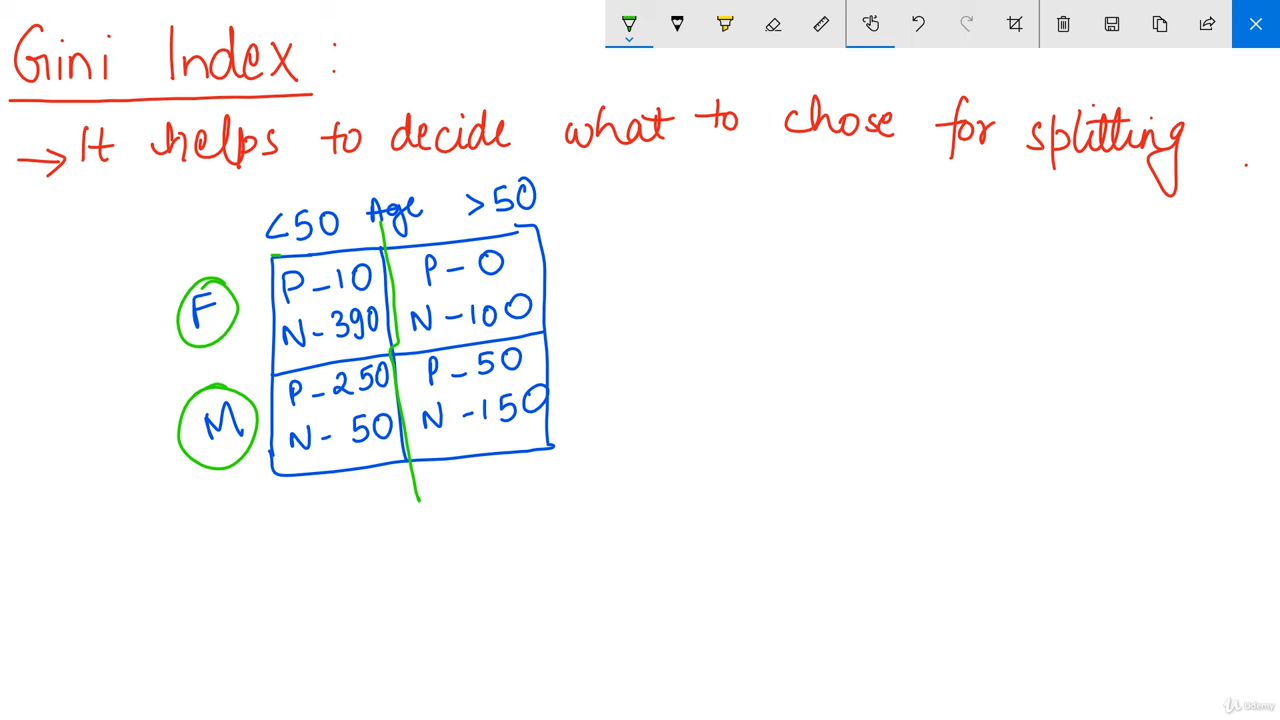 Gini Index :
→ It helps to decide what to chose for splitting .
<50 Age >50
F P-10 P-0
N-390 N-100
M P-250 P-50
N-50 N-150
Udemy